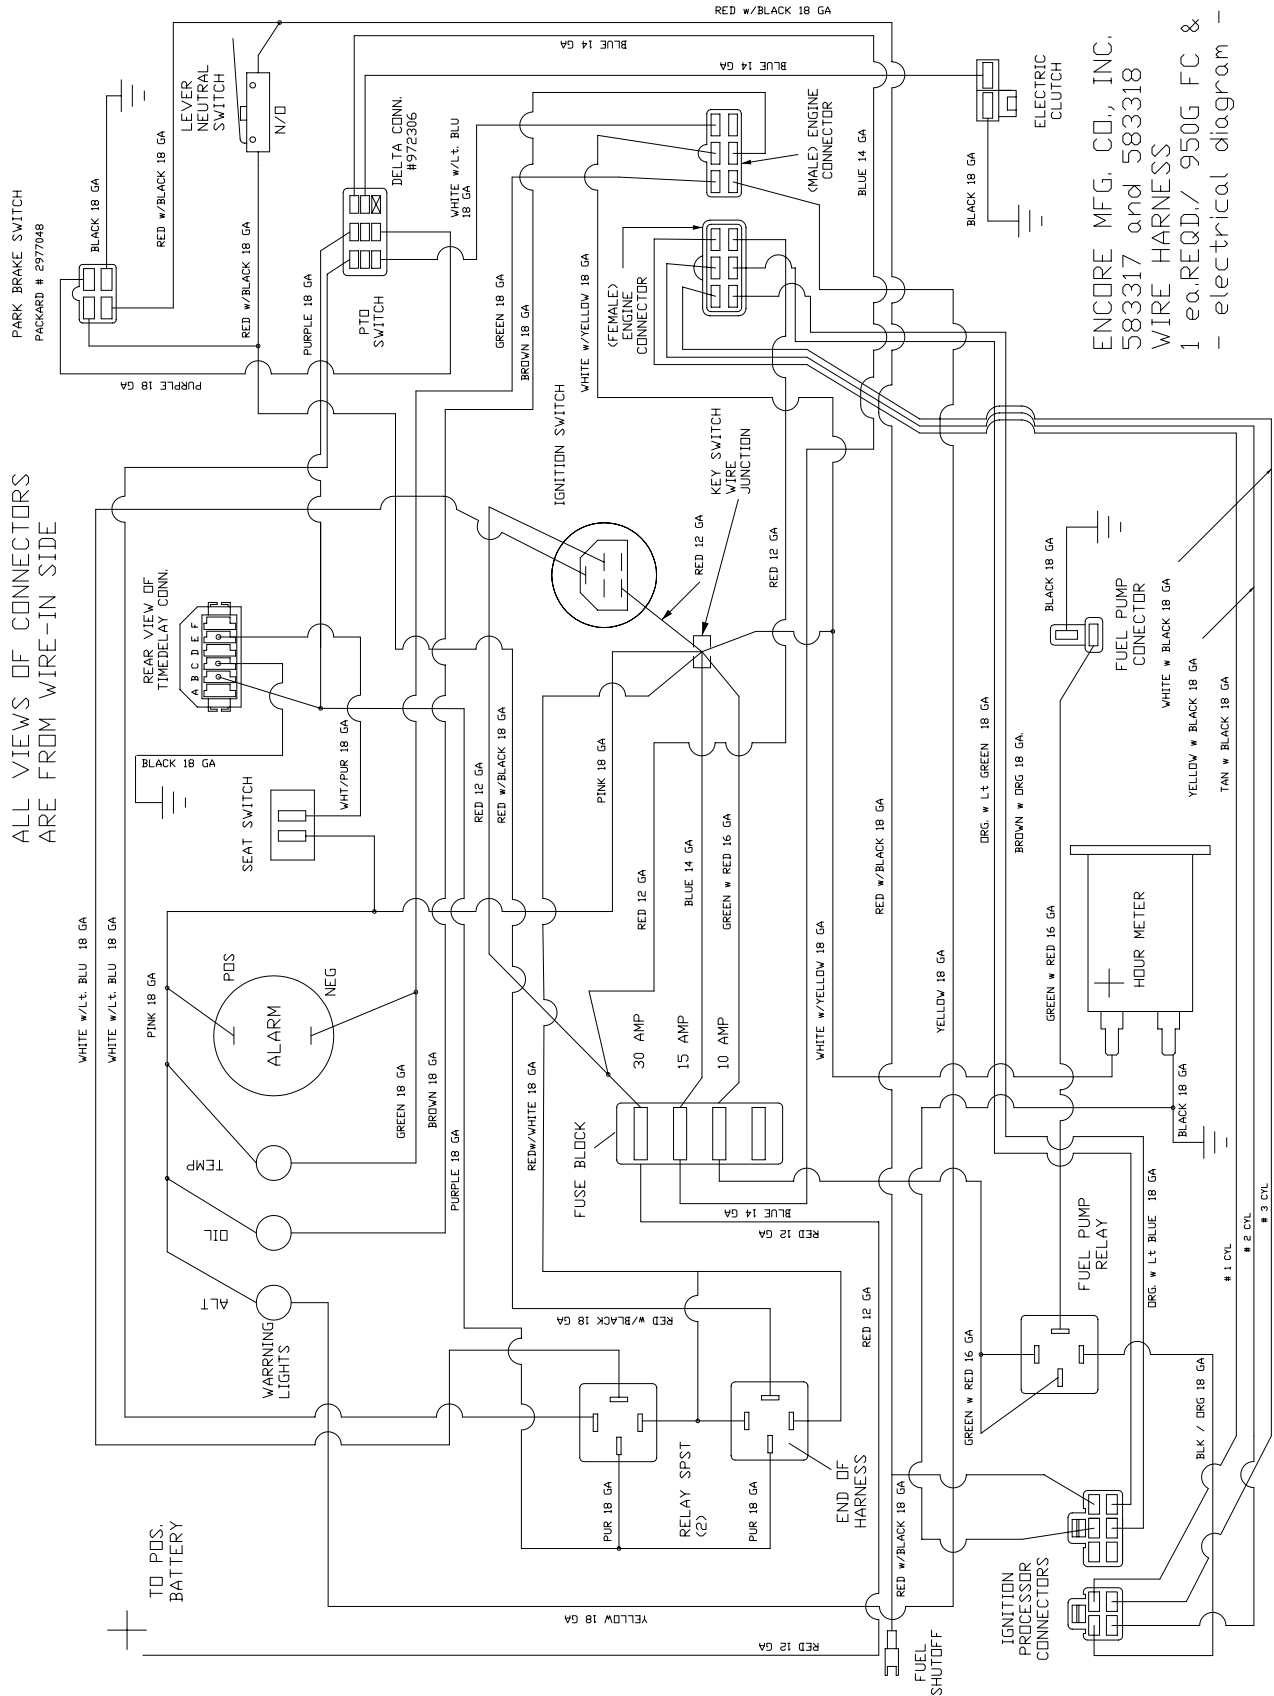 ALL VIEWS OF CONNECTORS
ARE FROM WIRE-IN SIDE
PARK BRAKE SWITCH
PACKARD # 2977048
BLACK 18 GA
RED w/BLACK 18 GA
LEVER
NEUTRAL
SWITCH
N/O
RED w/BLACK 18 GA
PURPLE 18 GA
PURPLE 18 GA
PTO
SWITCH
DELTA CONN.
#972306
RED w/BLACK 18 GA
BLUE 14 GA
BLUE 14 GA
WHITE w/Lt. BLU
18 GA
GREEN 18 GA
BROWN 18 GA
WHITE w/YELLOW 18 GA
(MALE) ENGINE
CONNECTOR
(FEMALE)
ENGINE
CONNECTOR
BLUE 14 GA
ELECTRIC
CLUTCH
BLACK 18 GA
ENCORE MFG. CO., INC.
583317 and 583318
WIRE HARNESS
1 ea.REQD./ 950G FC &
- electrical diagram -
IGNITION SWITCH
KEY SWITCH
WIRE
JUNCTION
RED 12 GA
RED 12 GA
REAR VIEW OF
TIMEDELAY CONN.
A B C D E F
BLACK 18 GA
WHT/PUR 18 GA
SEAT SWITCH
RED 12 GA
RED w/BLACK 18 GA
PINK 18 GA
RED 12 GA
BLUE 14 GA
GREEN w RED 16 GA
BLACK 18 GA
FUEL PUMP
CONECTOR
WHITE w BLACK 18 GA
YELLOW w BLACK 18 GA
TAN w BLACK 18 GA
ORG. w Lt GREEN 18 GA
BROWN w ORG 18 GA.
RED w/BLACK 18 GA
WHITE w/Lt. BLU 18 GA
WHITE w/Lt. BLU 18 GA
PINK 18 GA
POS
NEG
ALARM
GREEN 18 GA
BROWN 18 GA
PURPLE 18 GA
REDw/WHITE 18 GA
30 AMP
15 AMP
10 AMP
FUSE BLOCK
WHITE w/YELLOW 18 GA
YELLOW 18 GA
GREEN w RED 16 GA
HOUR METER
BLACK 18 GA
TEMP
OIL
ALT
WARRNING
LIGHTS
BLUE 14 GA
RED 12 GA
RED w/BLACK 18 GA
RED 12 GA
FUEL PUMP
RELAY
ORG. w Lt BLUE 18 GA
# 1 CYL
# 2 CYL
# 3 CYL
GREEN w RED 16 GA
BLK / ORG 18 GA
PUR 18 GA
RELAY SPST
(2)
PUR 18 GA
END OF
HARNESS
RED w/BLACK 18 GA
TO POS.
BATTERY
YELLOW 18 GA
RED 12 GA
FUEL
SHUTOFF
IGNITION
PROCESSOR
CONNECTORS